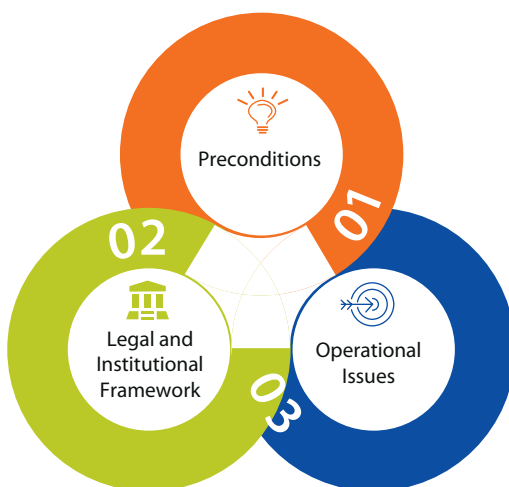 Preconditions
01
02
Legal and
Institutional
Framework
Operational
Issues
03